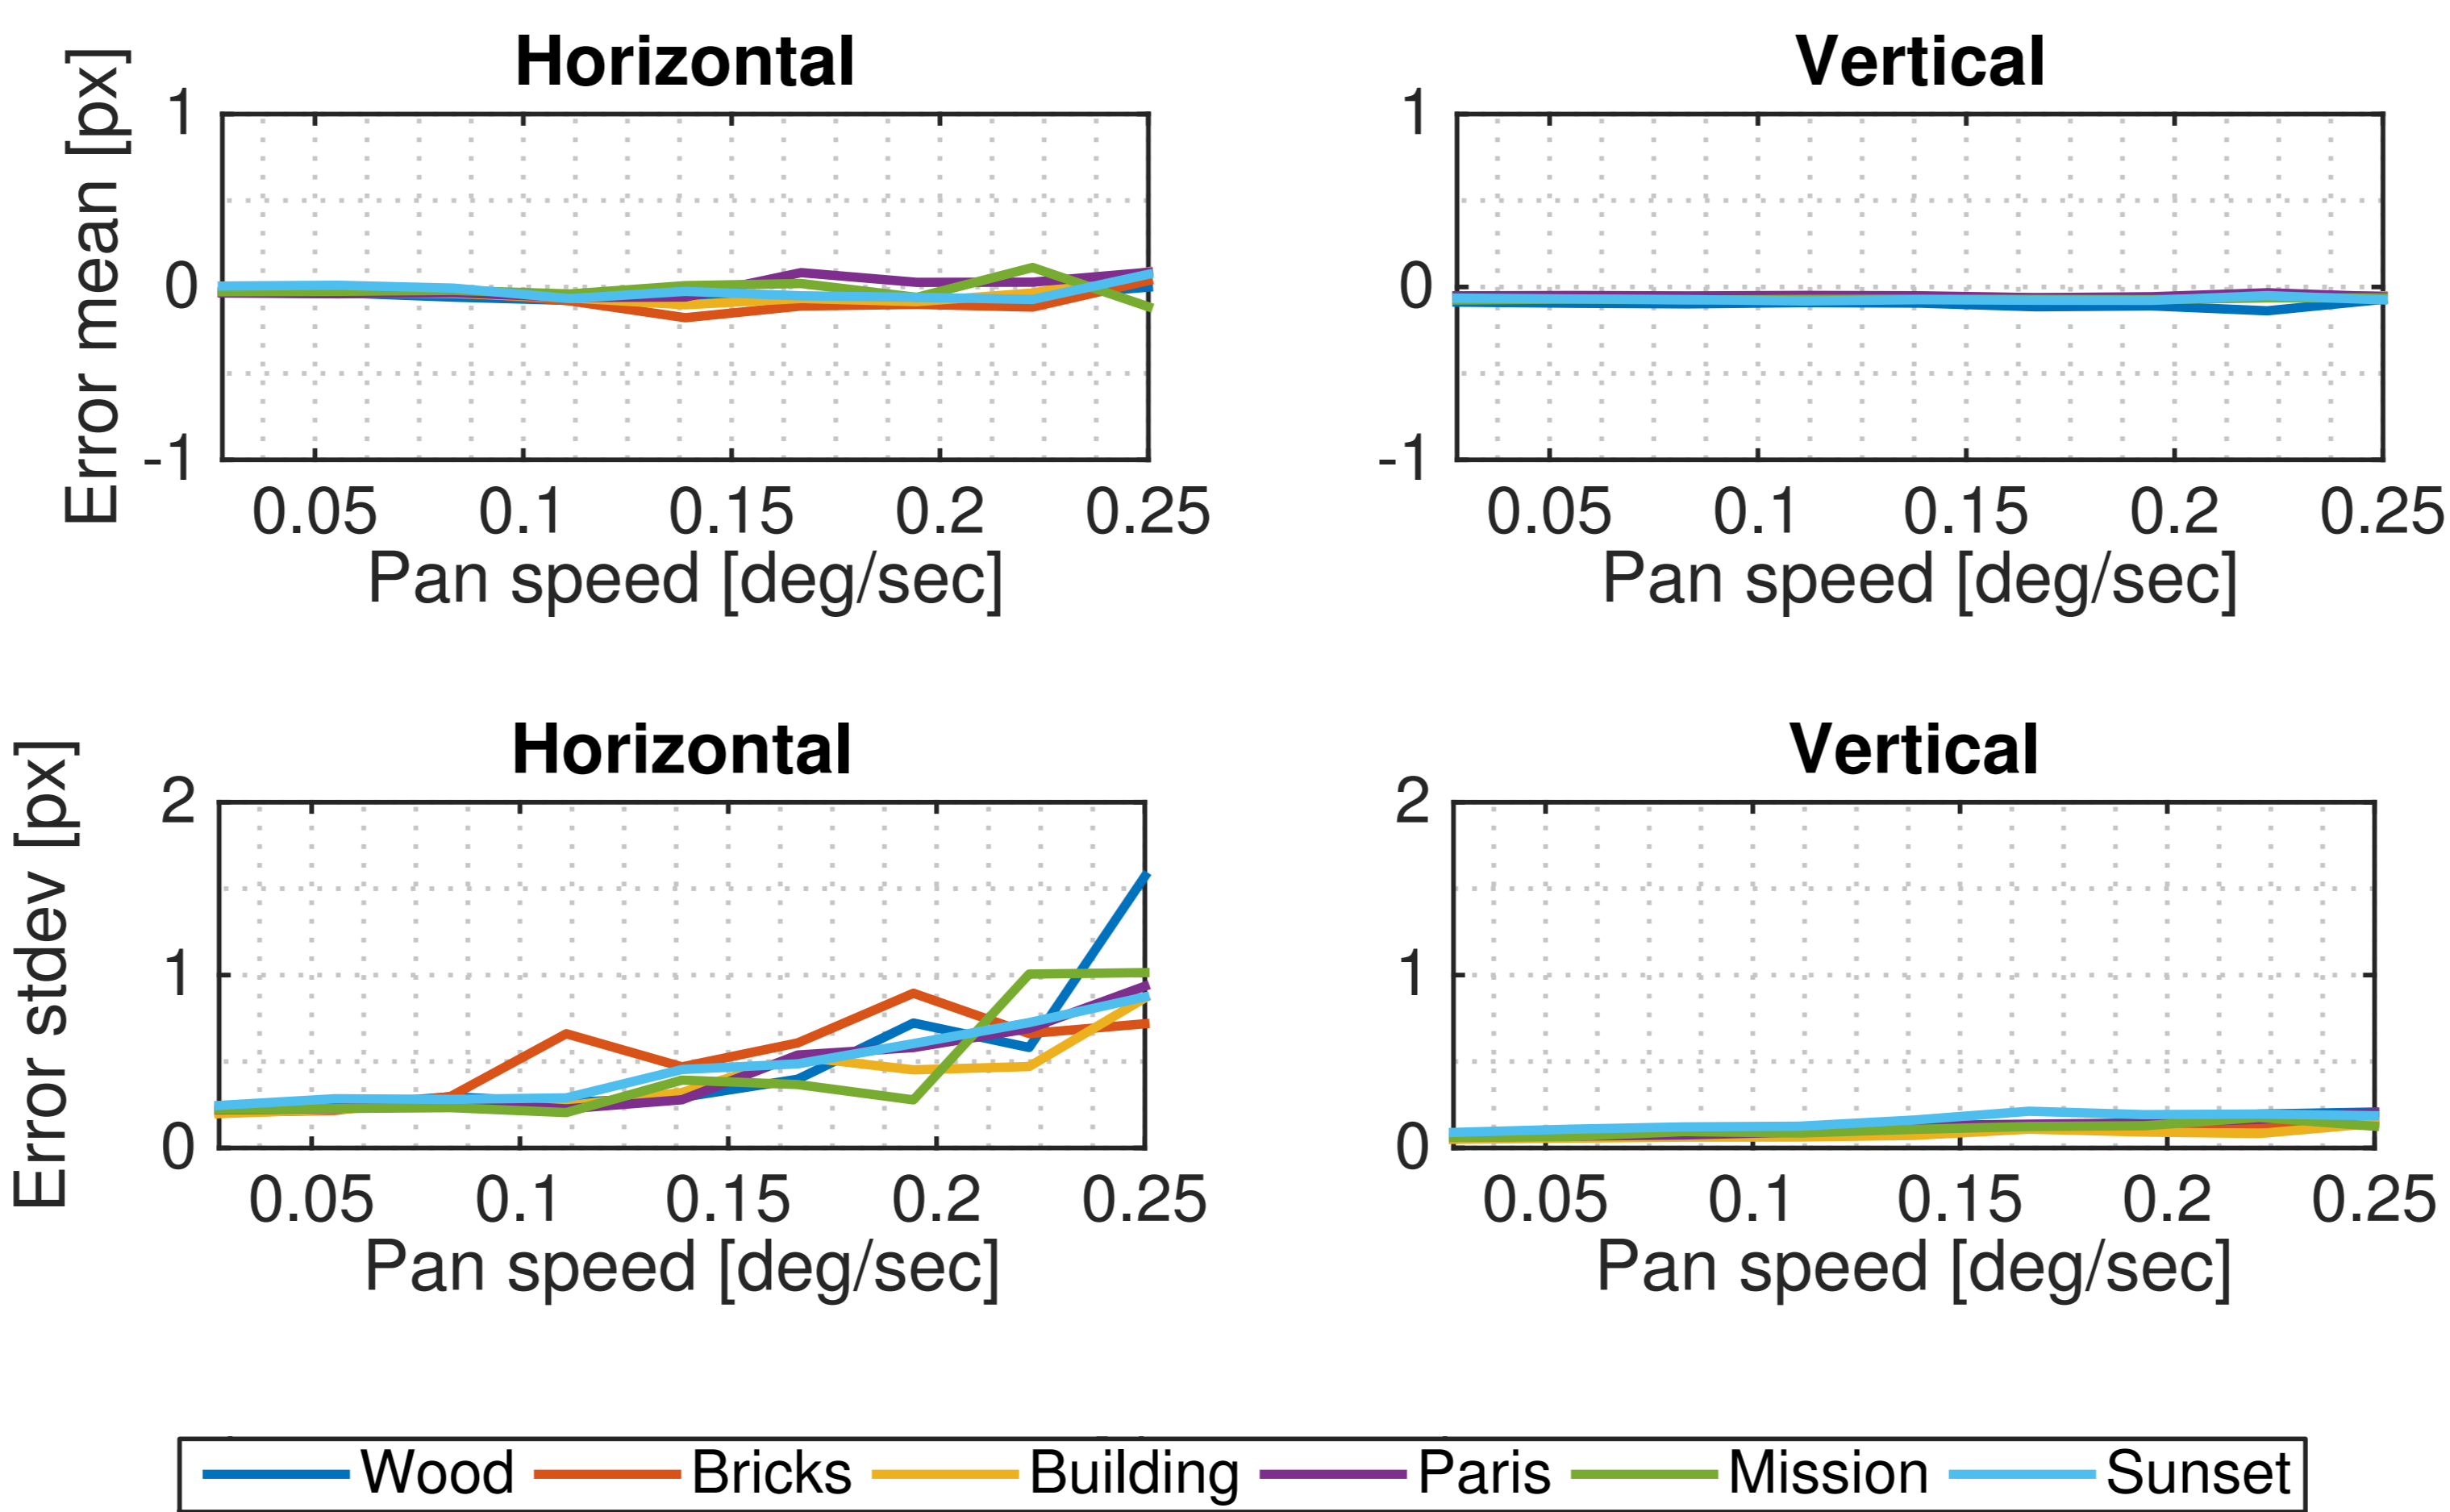 Horizontal
Vertical
Error mean [px]
1
0
-1
0.05 0.1 0.15 0.2 0.25
Pan speed [deg/sec]
1
0
-1
0.05 0.1 0.15 0.2 0.25
Pan speed [deg/sec]
Horizontal
Vertical
Error stdev [px]
2
1
0
0.05 0.1 0.15 0.2 0.25
Pan speed [deg/sec]
2
1
0
0.05 0.1 0.15 0.2 0.25
Pan speed [deg/sec]
Wood Bricks Building Paris Mission Sunset